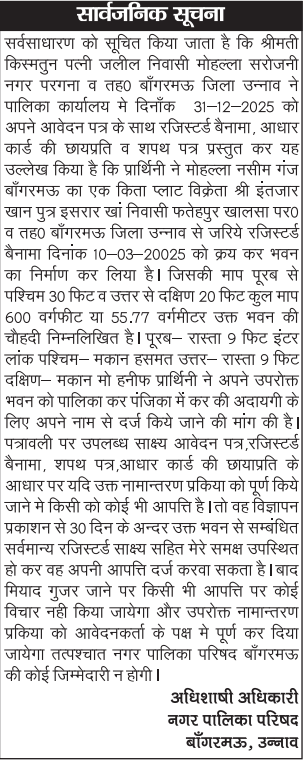 सार्वजनिक सूचना
सर्वसाधारण को सूचित किया जाता है कि श्रीमती
किस्मतुन पत्नी जलील निवासी मोहल्ला सरोजनी
नगर परगना व तह0 बाँगरमऊ जिला उन्नाव ने
पालिका कार्यालय मे दिनाँक 31-12-2025 को
अपने आवेदन पत्र के साथ रजिस्टर्ड बैनामा, आधार
कार्ड की छायाप्रति व शपथ पत्र प्रस्तुत कर यह
उल्लेख किया है कि प्रार्थिनी ने मोहल्ला नसीम गंज
बाँगरमऊ का एक किता प्लाट विक्रेता श्री इंतजार
खान पुत्र इसरार खां निवासी फतेहपुर खालसा पर0
व तह0 बाँगरमऊ जिला उन्नाव से जरिये रजिस्टर्ड
बैनामा दिनांक 10-03-20025 को क्रय कर भवन
का निर्माण कर लिया है। जिसकी माप पूरब से
पश्चिम 30 फिट व उत्तर से दक्षिण 20 फिट कुल माप
600 वर्गफीट या 55.77 वर्गमीटर उक्त भवन की
चौहदी निम्नलिखित है। पूरब– रास्ता 9 फिट इंटर
लांक पश्चिम– मकान हसमत उत्तर– रास्ता 9 फिट
दक्षिण– मकान मो हनीफ प्रार्थिनी ने अपने उपरोक्त
भवन को पालिका कर पंजिका में कर की अदायगी के
लिए अपने नाम से दर्ज किये जाने की मांग की है।
पत्रावली पर उपलब्ध साक्ष्य आवेदन पत्र,रजिस्टर्ड
बैनामा, शपथ पत्र,आधार कार्ड की छायाप्रति के
आधार पर यदि उक्त नामान्तरण प्रकिया को पूर्ण किये
जाने मे किसी को कोई भी आपत्ति है।तो वह विज्ञापन
प्रकाशन से 30 दिन के अन्दर उक्त भवन से सम्बंधित
सर्वमान्य रजिस्टर्ड साक्ष्य सहित मेरे समक्ष उपस्थित
हो कर वह अपनी आपत्ति दर्ज करवा सकता है।बाद
मियाद गुजर जाने पर किसी भी आपत्ति पर कोई
विचार नही किया जायेगा और उपरोक्त नामान्तरण
प्रकिया को आवेदनकर्ता के पक्ष मे पूर्ण कर दिया
जायेगा तत्पश्चात नगर पालिका परिषद बाँगरमऊ
की कोई जिम्मेदारी न होगी।
अधिशाषी अधिकारी
नगर पालिका परिषद
बाँगरमऊ, उन्नाव